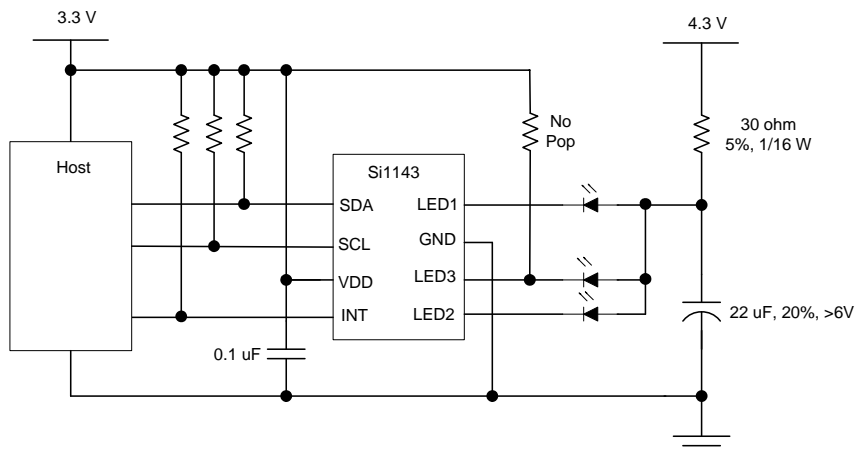 3.3 V
4.3 V
No
Pop
30 ohm
5%, 1/16 W
Host
Si1143
SDA
LED1
SCL
GND
VDD
LED3
INT
LED2
22 uF, 20%, >6V
0.1 uF